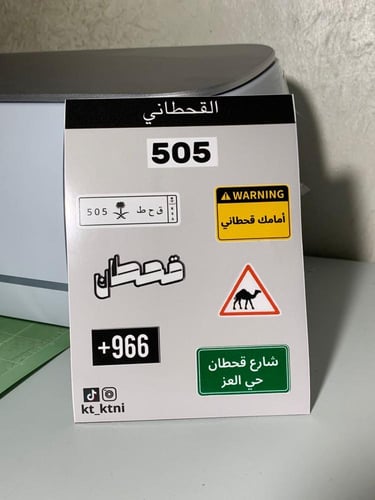 القحطاني
505
505 ق ح ط
WARNING
أمامك قحطاني
قحطان
+966
شارع قحطان
حي العز
kt_ktni